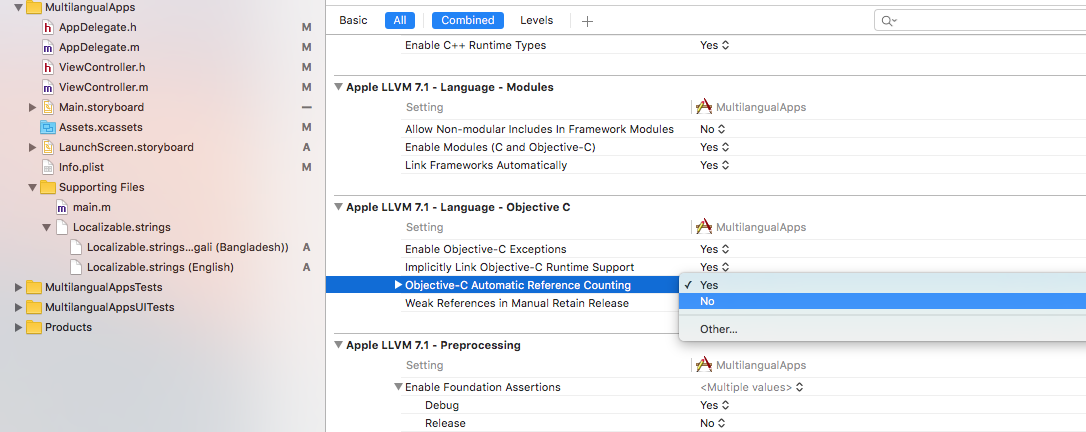 MultilangualApps
AppDelegate.h M
AppDelegate.m M
ViewController.h M
ViewController.m M
Main.storyboard —
Assets.xcassets M
LaunchScreen.storyboard A
Info.plist M
Supporting Files
main.m
Localizable.strings
Localizable.strings...gali (Bangladesh)) A
Localizable.strings (English) A
MultilangualAppsTests
MultilangualAppsUITests
Products
Basic All Combined Levels +
Enable C++ Runtime Types Yes
Apple LLVM 7.1 - Language - Modules
Setting MultilangualApps
Allow Non-modular Includes In Framework Modules No
Enable Modules (C and Objective-C) Yes
Link Frameworks Automatically Yes
Apple LLVM 7.1 - Language - Objective C
Setting MultilangualApps
Enable Objective-C Exceptions Yes
Implicitly Link Objective-C Runtime Support Yes
Objective-C Automatic Reference Counting ✓ Yes
Weak References in Manual Retain Release No
Other...
Apple LLVM 7.1 - Preprocessing
Setting MultilangualApps
Enable Foundation Assertions <Multiple values>
Debug Yes
Release No